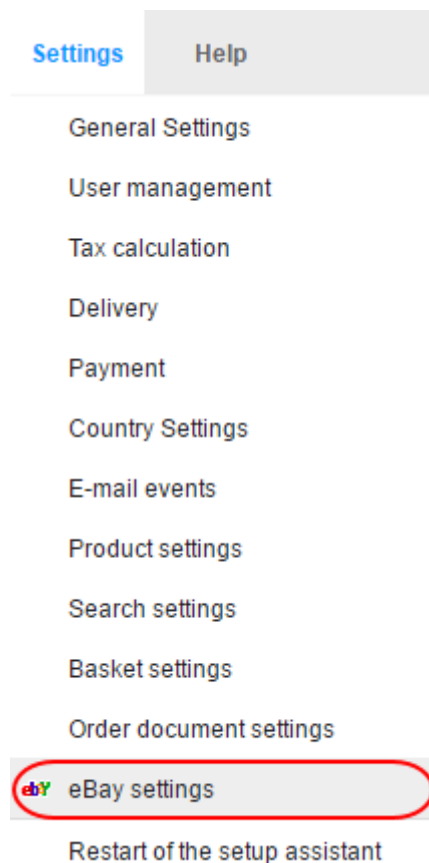 Settings Help
General Settings
User management
Tax calculation
Delivery
Payment
Country Settings
E-mail events
Product settings
Search settings
Basket settings
Order document settings
ebY eBay settings
Restart of the setup assistant